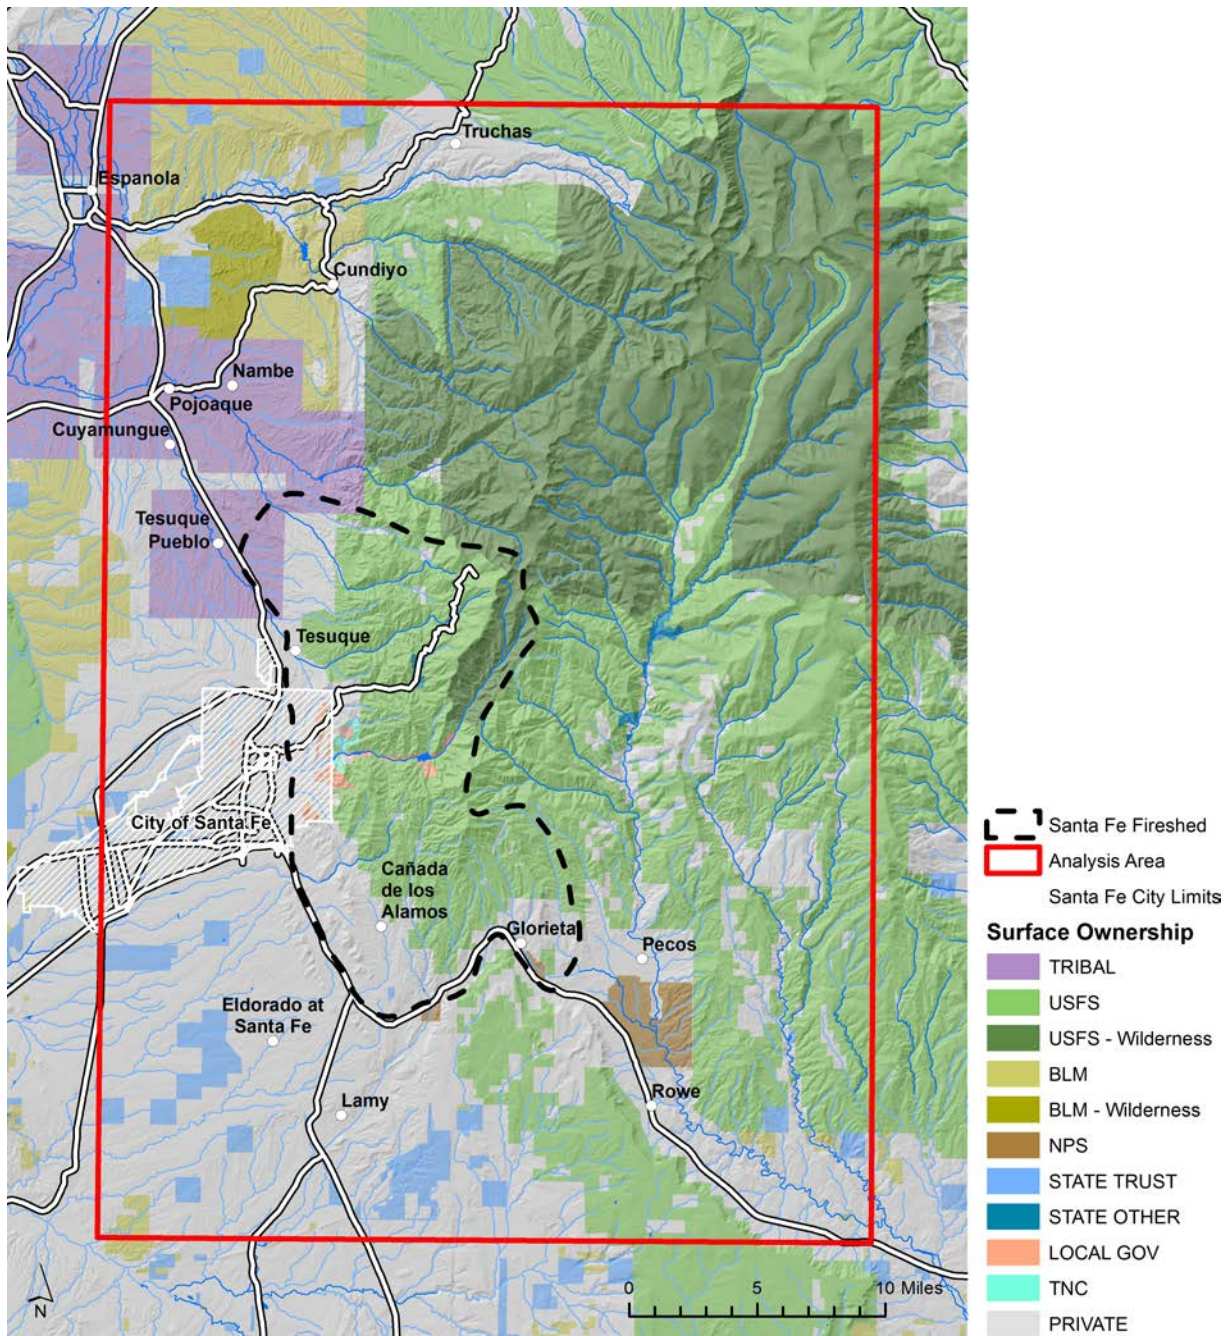 Truchas
Espanola
Cundiyo
Nambe
Pojoaque
Cuyamungue
Tesuque
Pueblo
Tesuque
City of Santa Fe
Cañada
de los
Alamos
Glorieta
Pecos
Eldorado at
Santa Fe
Lamy
Rowe
N
0 5 10 Miles
Santa Fe Fireshed
Analysis Area
Santa Fe City Limits
Surface Ownership
TRIBAL
USFS
USFS - Wilderness
BLM
BLM - Wilderness
NPS
STATE TRUST
STATE OTHER
LOCAL GOV
TNC
PRIVATE